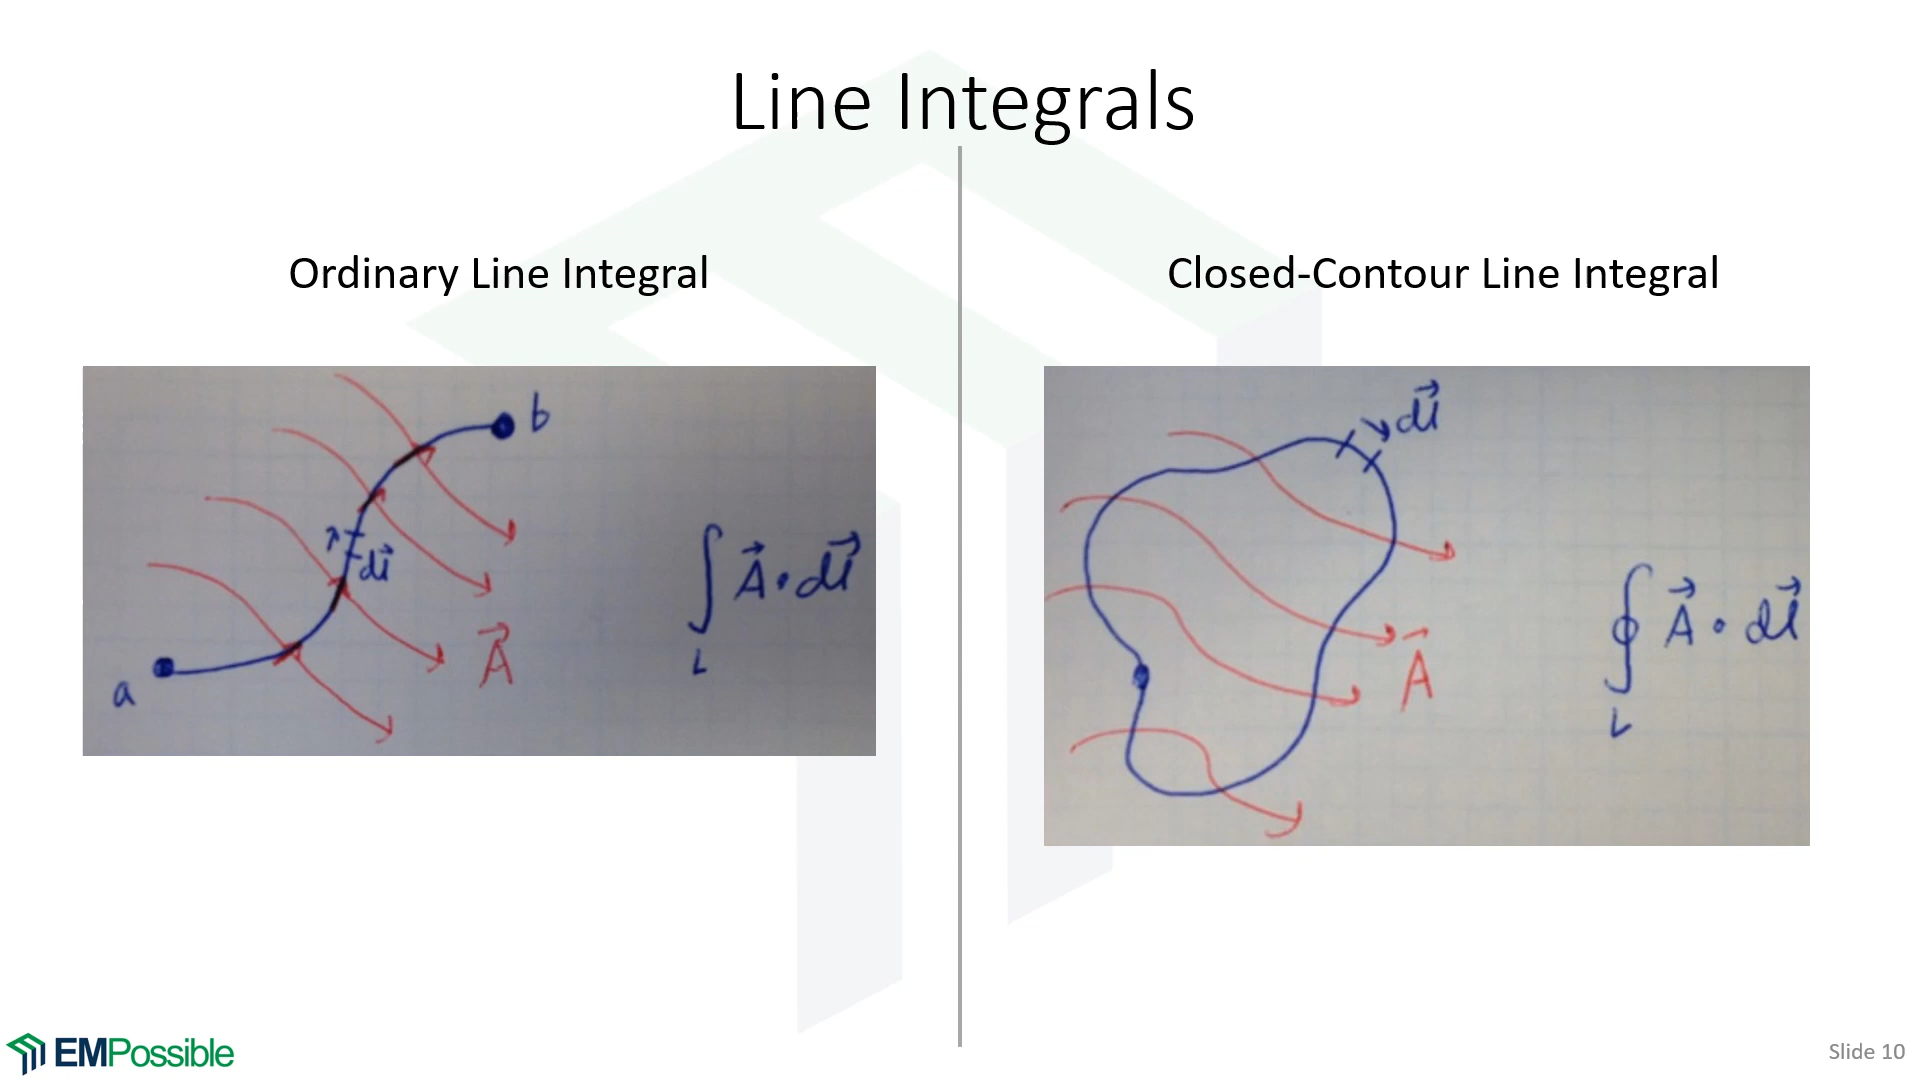 Line Integrals
Ordinary Line Integral
b
dl⃗
A⃗
a
∫ A⃗ • dl⃗
L
Closed-Contour Line Integral
dl⃗
A⃗
∮ A⃗ • dl⃗
L
EMPossible
Slide 10